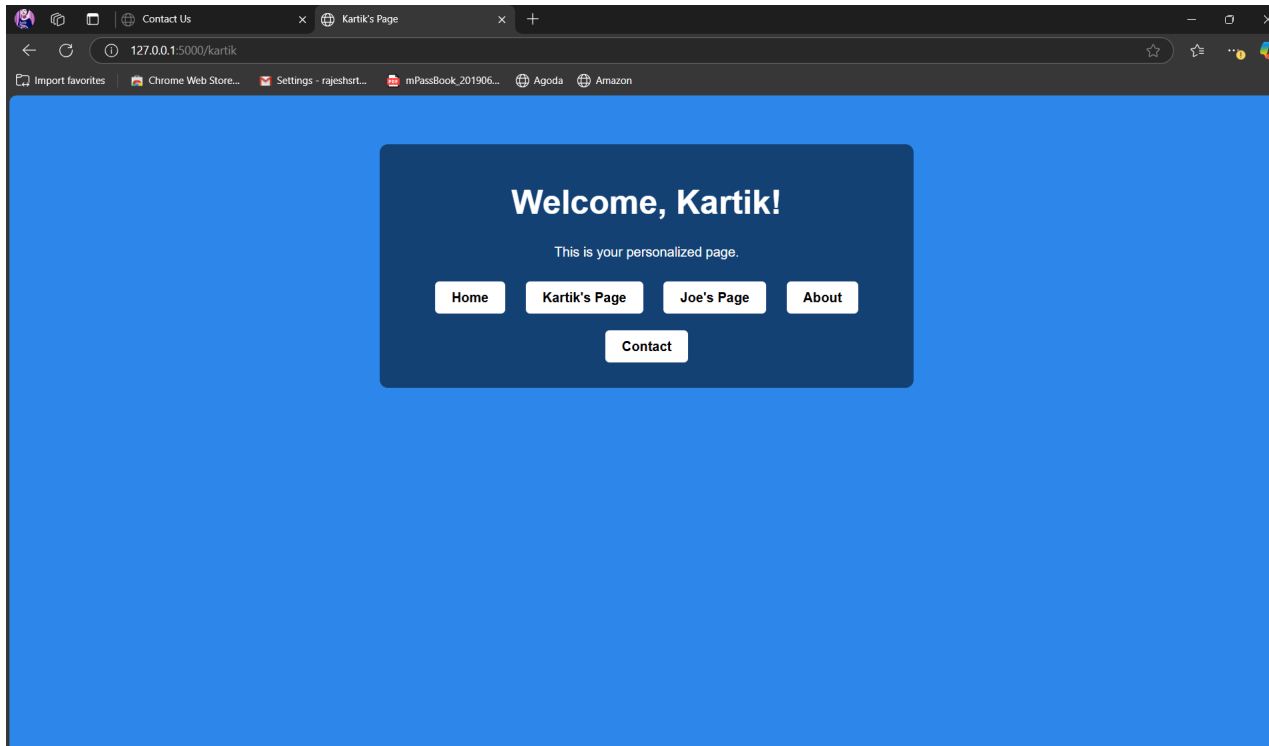 Contact Us
Kartik's Page
127.0.0.1:5000/kartik
Import favorites
Chrome Web Store...
Settings - rajeshsrt...
mPassBook_201906...
Agoda
Amazon
Welcome, Kartik!
This is your personalized page.
Home Kartik's Page Joe's Page About
Contact